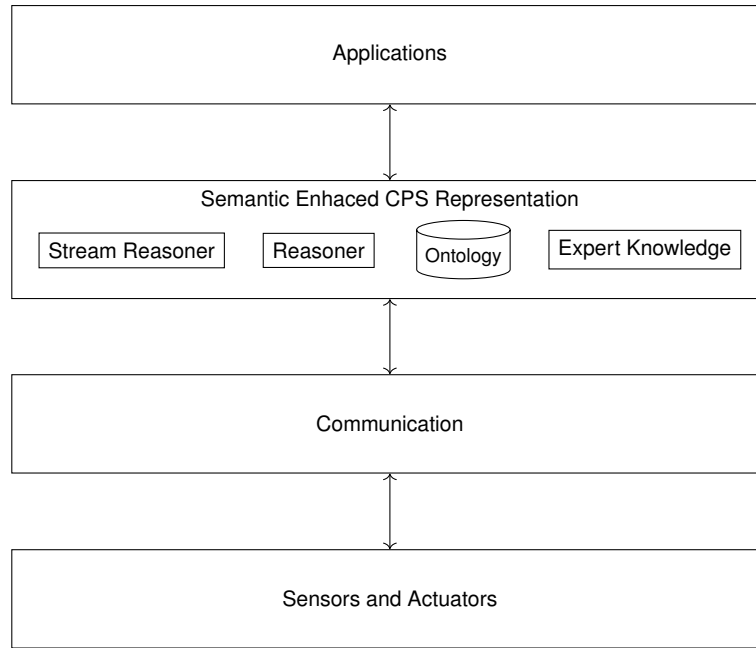 Applications
Semantic Enhaced CPS Representation
Stream Reasoner
Reasoner
Ontology
Expert Knowledge
Communication
Sensors and Actuators